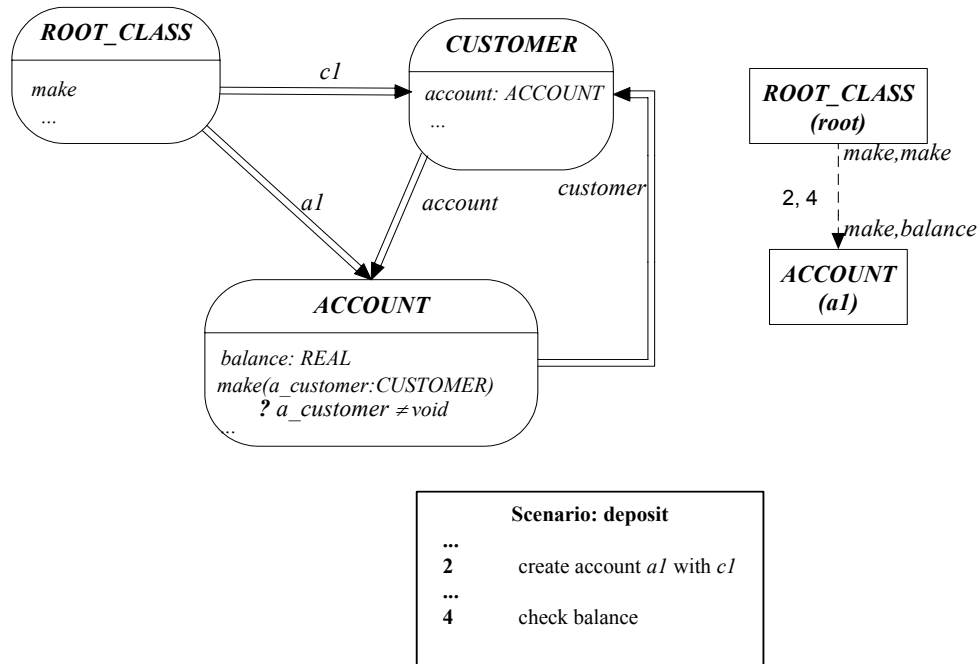 ROOT_CLASS
make
...
c1
CUSTOMER
account: ACCOUNT
...
a1
account
customer
ACCOUNT
balance: REAL
make(a_customer:CUSTOMER)
? a_customer ≠ void
...
ROOT_CLASS
(root)
make,make
2, 4
make,balance
ACCOUNT
(a1)
Scenario: deposit
...
2 create account a1 with c1
...
4 check balance